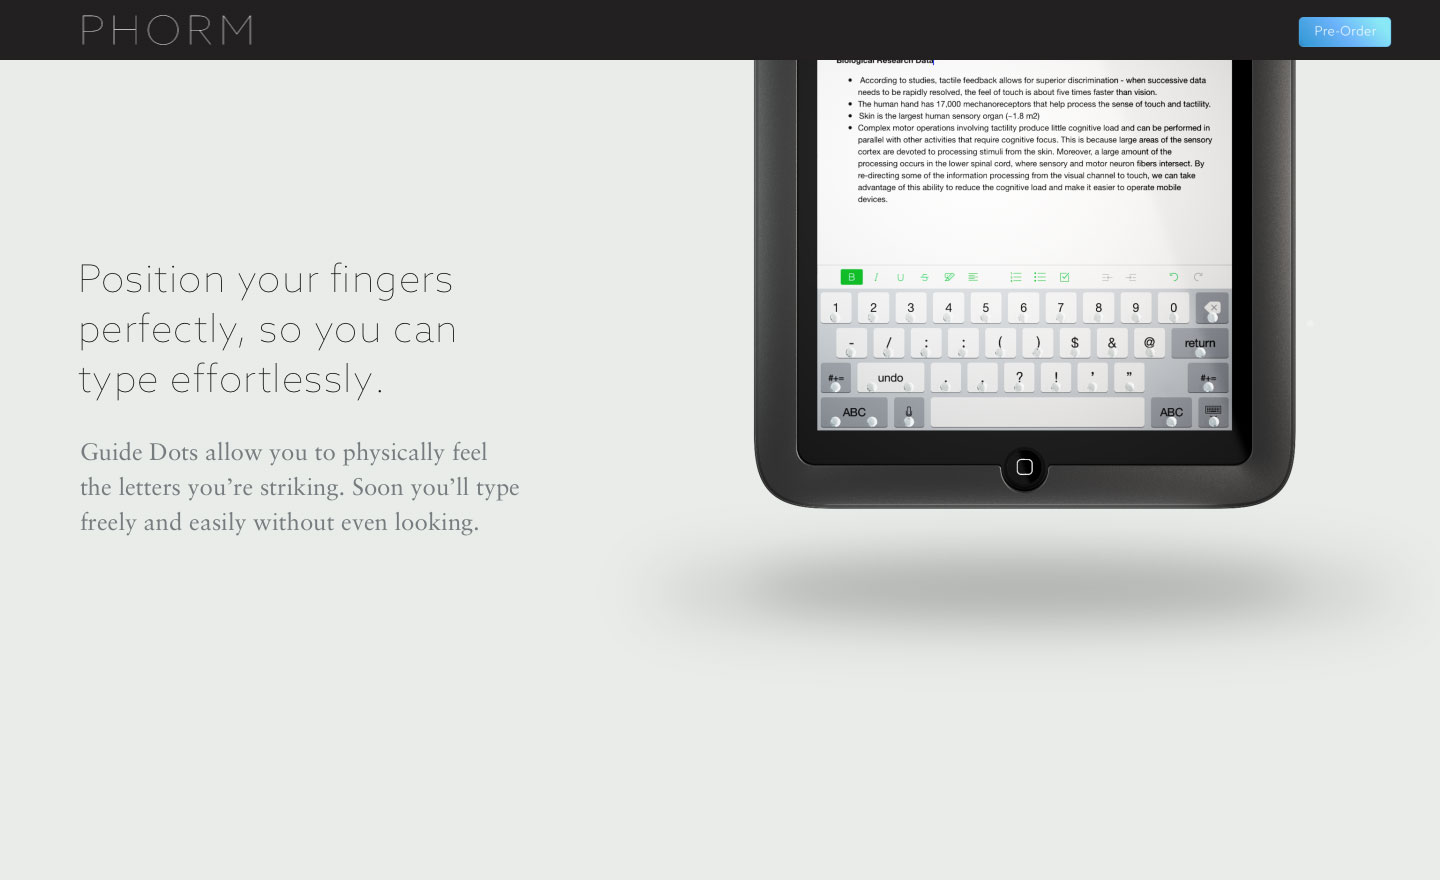 PHORM
Pre-Order
Biological Research Data
• According to studies, tactile feedback allows for superior discrimination - when successive data
needs to be rapidly resolved, the feel of touch is about five times faster than vision.
• The human hand has 17,000 mechanoreceptors that help process the sense of touch and tactility.
• Skin is the largest human sensory organ (~1.8 m2)
• Complex motor operations involving tactility produce little cognitive load and can be performed in
parallel with other activities that require cognitive focus. This is because large areas of the sensory
cortex are devoted to processing stimuli from the skin. Moreover, a large amount of the
processing occurs in the lower spinal cord, where sensory and motor neuron fibers intersect. By
re-directing some of the information processing from the visual channel to touch, we can take
advantage of this ability to reduce the cognitive load and make it easier to operate mobile
devices.
Position your fingers
perfectly, so you can
type effortlessly.
Guide Dots allow you to physically feel
the letters you’re striking. Soon you’ll type
freely and easily without even looking.
B I U S
1 2 3 4 5 6 7 8 9 0
- / : : ( ) $ & @ return
#+= undo . , ? ! ’ ” #+=
ABC ABC